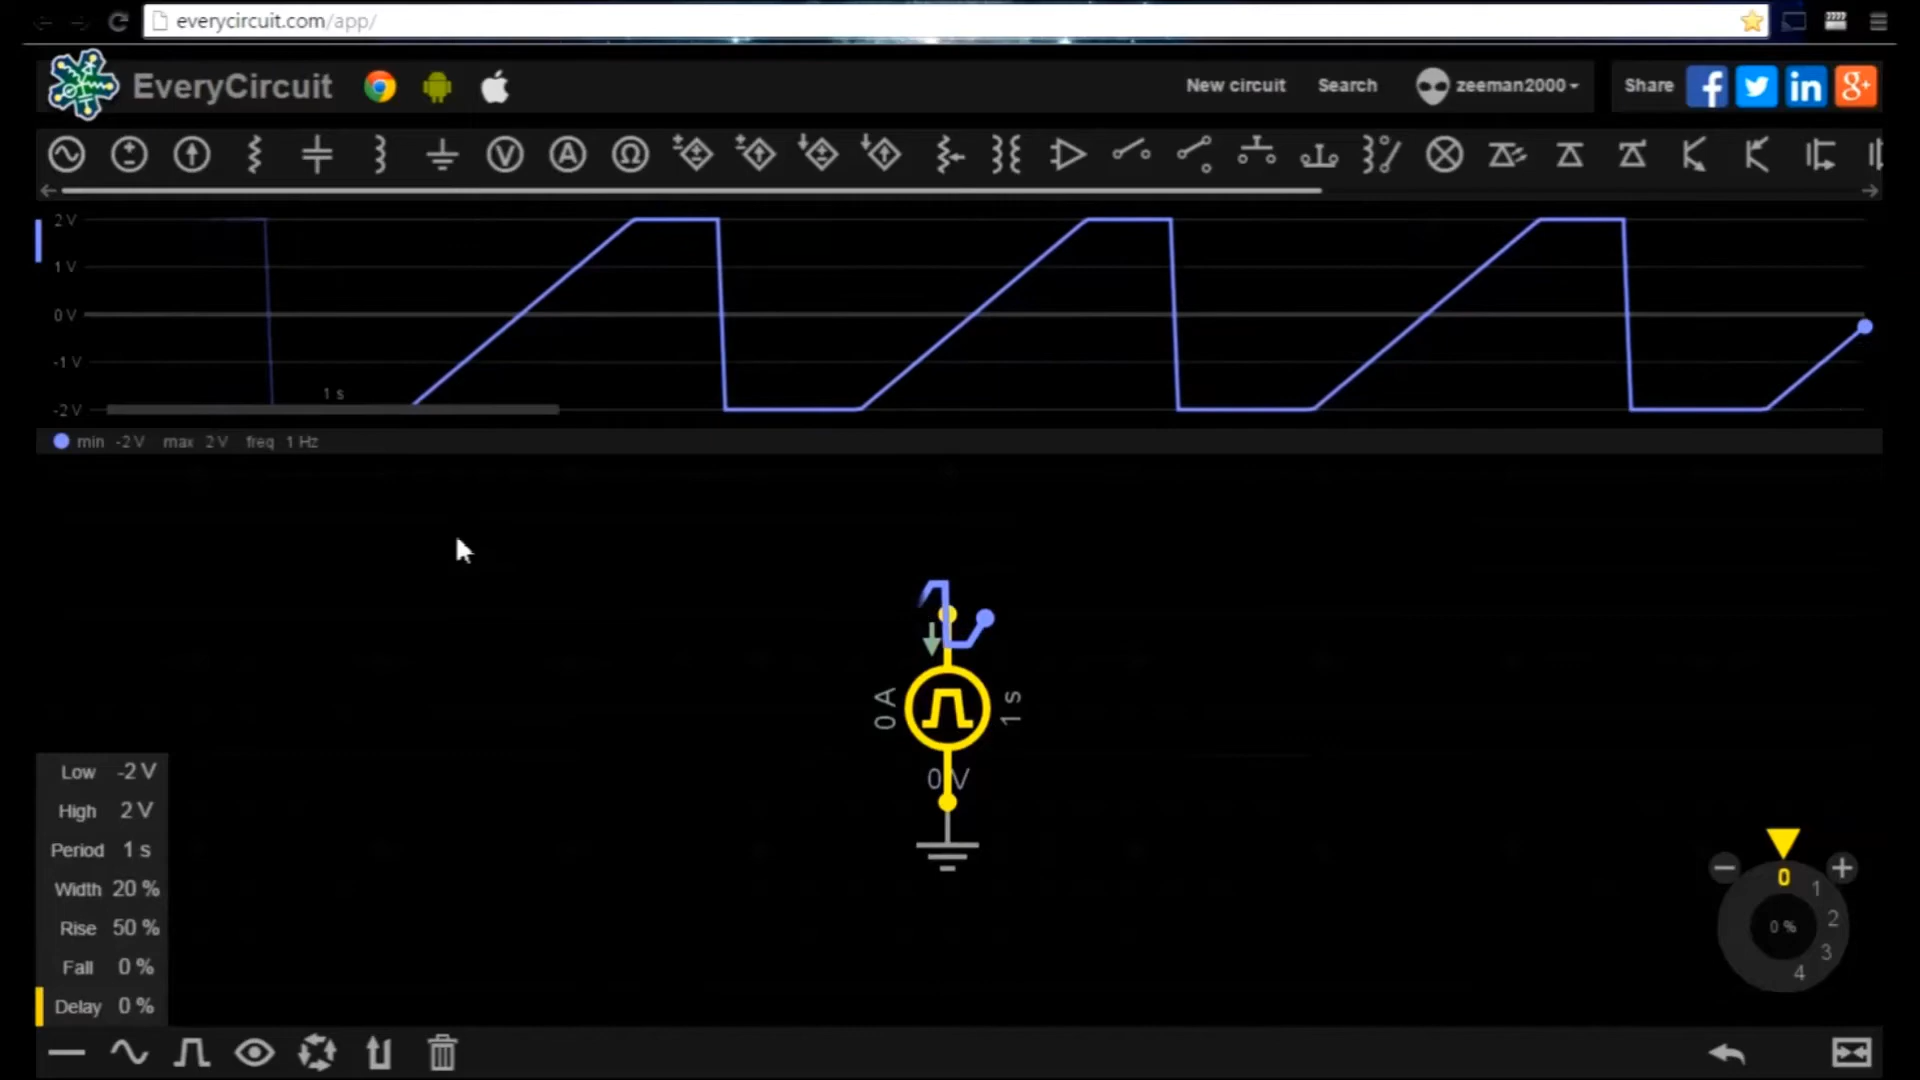 everycircuit.com/app/
EveryCircuit
New circuit Search zeeman2000 Share
2 V
1 V
0 V
-1 V
-2 V
1 s
min -2 V max 2 V freq 1 Hz
0 A
1 s
0 V
Low -2 V
High 2 V
Period 1 s
Width 20 %
Rise 50 %
Fall 0 %
Delay 0 %
0
1
2
3
4
0 %